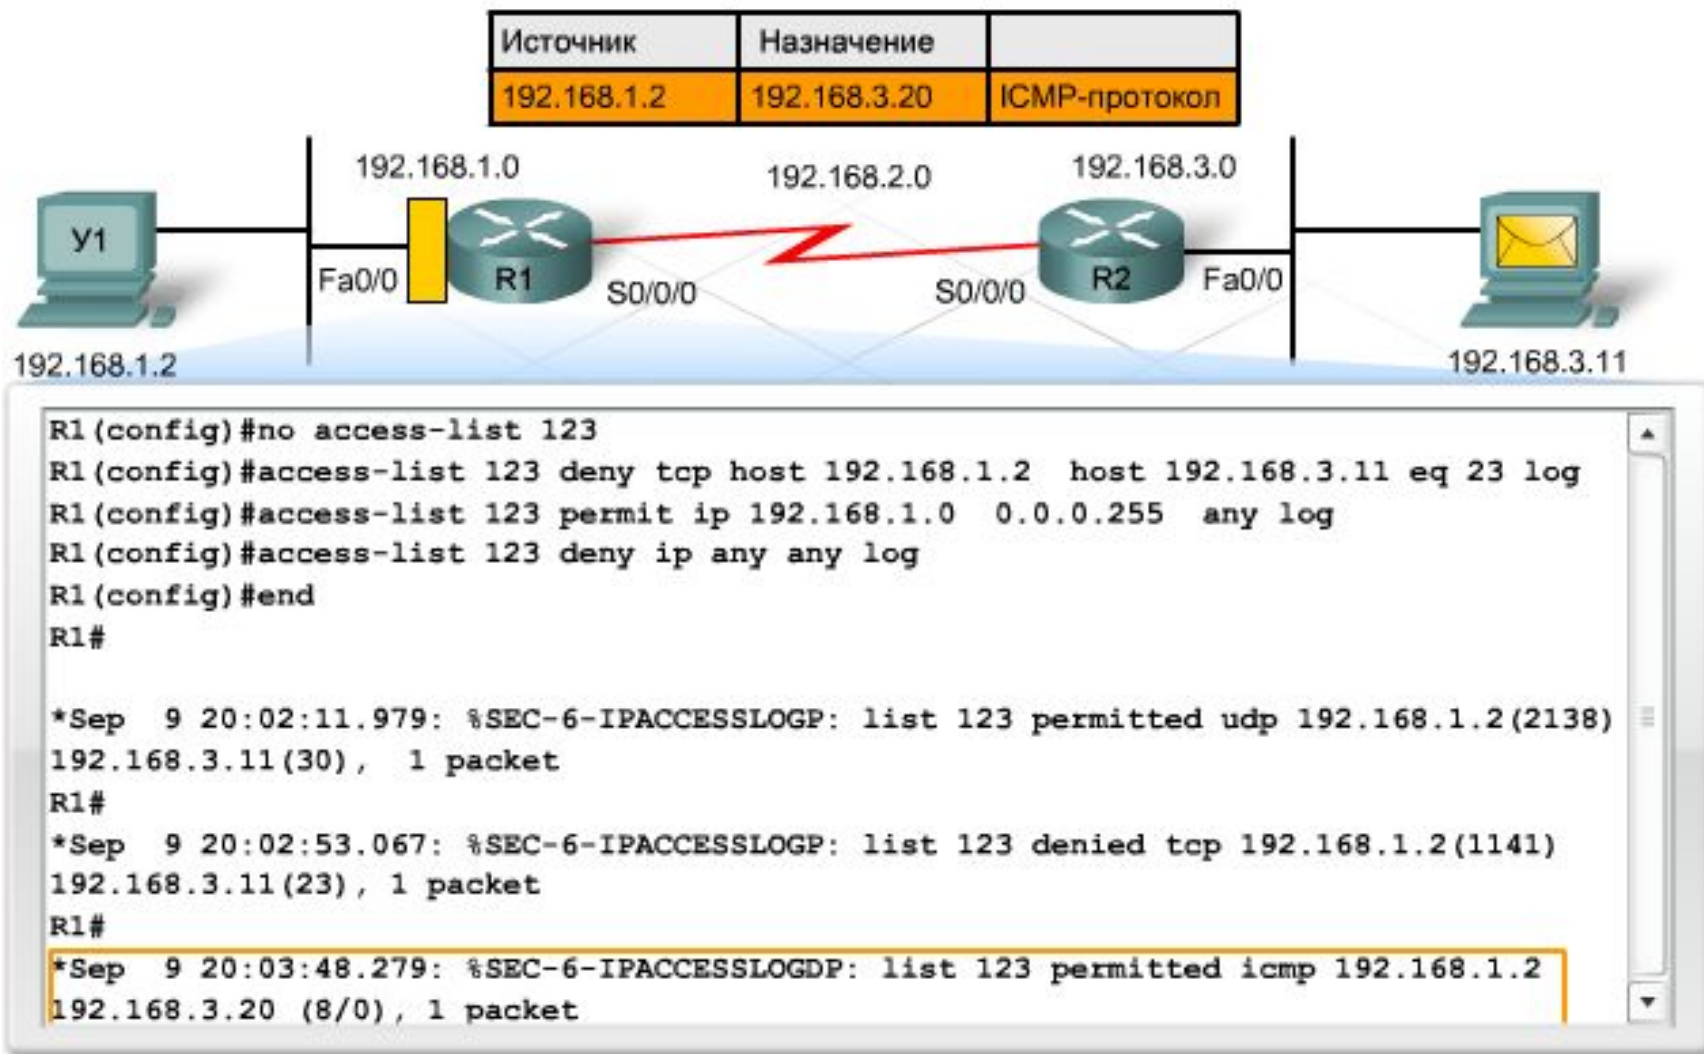 Источник Назначение
192.168.1.2 192.168.3.20 ICMP-протокол
192.168.1.0 192.168.2.0 192.168.3.0
У1
Fa0/0 R1 S0/0/0 S0/0/0 R2 Fa0/0
192.168.1.2 192.168.3.11
R1(config)#no access-list 123
R1(config)#access-list 123 deny tcp host 192.168.1.2  host 192.168.3.11 eq 23 log
R1(config)#access-list 123 permit ip 192.168.1.0  0.0.0.255  any log
R1(config)#access-list 123 deny ip any any log
R1(config)#end
R1#
*Sep  9 20:02:11.979: %SEC-6-IPACCESSLOGP: list 123 permitted udp 192.168.1.2(2138)
192.168.3.11(30),  1 packet
R1#
*Sep  9 20:02:53.067: %SEC-6-IPACCESSLOGP: list 123 denied tcp 192.168.1.2(1141)
192.168.3.11(23), 1 packet
R1#
*Sep  9 20:03:48.279: %SEC-6-IPACCESSLOGDP: list 123 permitted icmp 192.168.1.2
192.168.3.20 (8/0), 1 packet